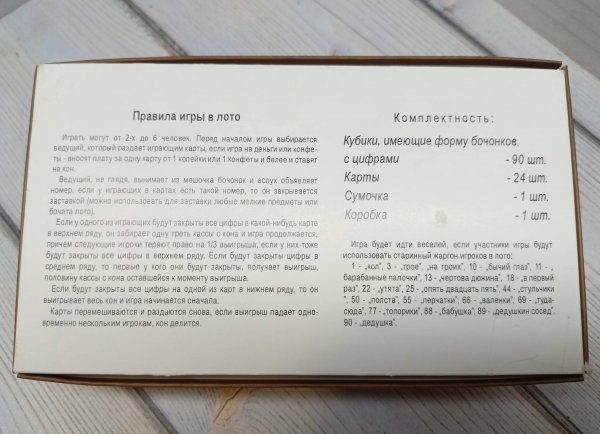 Правила игры в лото
Играть могут от 2-х до 6 человек. Перед началом игры выбирается
ведущий, который раздает играющим карты, если игра на деньги или конфе-
ты - вносят плату за одну карту от 1 копейки или 1 конфеты и белее и ставят
на кон.
Ведущий, не глядя, вынимает из мешочка бочонок и вслух объявляет
номер, если у играющих в картах есть такой номер, то он закрывается
заставкой (можно использовать для заставки любые мелкие предметы или
бочата лото).
Если у одного из играющих будут закрыты все цифры в какой-нибудь карте
в верхнем ряду, он забирает одну треть кассы с кона и игра продолжается,
причем следующие игроки теряют право на 1/3 выигрыша, если у них тоже
будут закрыты все цифры в верхнем ряду. Если будут закрыты цифры в
среднем ряду, то первые у кого они будут закрыты, получает выигрыш,
половину кассы с кона оставшейся к моменту выигрыша.
Если будут закрыты все цифры на одной из карт в нижнем ряду, то он
выигрывает весь кон и игра начинается сначала.
Карты перемешиваются и раздаются снова, если выигрыш падает одно-
временно нескольким игрокам, кон делится.
Комплектность:
Кубики, имеющие форму бочонков
с цифрами - 90 шт.
Карты - 24 шт.
Сумочка - 1 шт.
Коробка - 1 шт.
Игра будет идти веселей, если участники игры будут
использовать старинный жаргон игроков в лото:
1 - „кол", 3 - „трое", „на троих", 10 - „бычий глаз", 11 - „
барабанные палочки", 13 - „чертова дюжина", 18 - „в первый
раз", 22 - „утята", 25 - „опять двадцать пять", 44 - „стульчики
", 50 - „полста", 55 - „перчатки", 66 - „валенки", 69 - „туда-
сюда", 77 - „топорики", 88 - „бабушка", 89 - „дедушкин сосед",
90 - „дедушка".